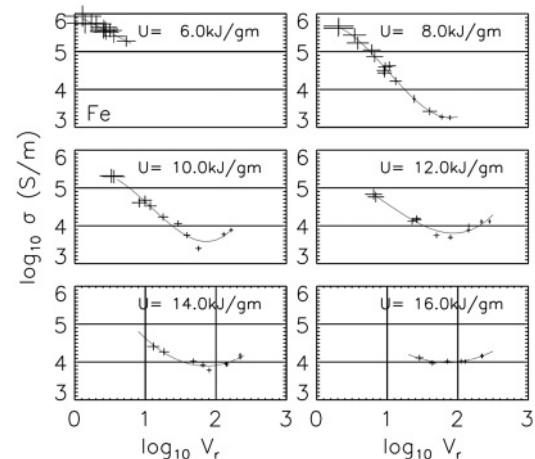 6
5
4
3
U= 6.0kJ/gm
Fe
6
5
4
3
U= 8.0kJ/gm
6
5
4
3
U= 10.0kJ/gm
6
5
4
3
U= 12.0kJ/gm
6
5
4
3
U= 14.0kJ/gm
6
5
4
3
U= 16.0kJ/gm
log₁₀ σ (S/m)
0 1 2 3
0 1 2 3
log₁₀ Vᵣ
log₁₀ Vᵣ